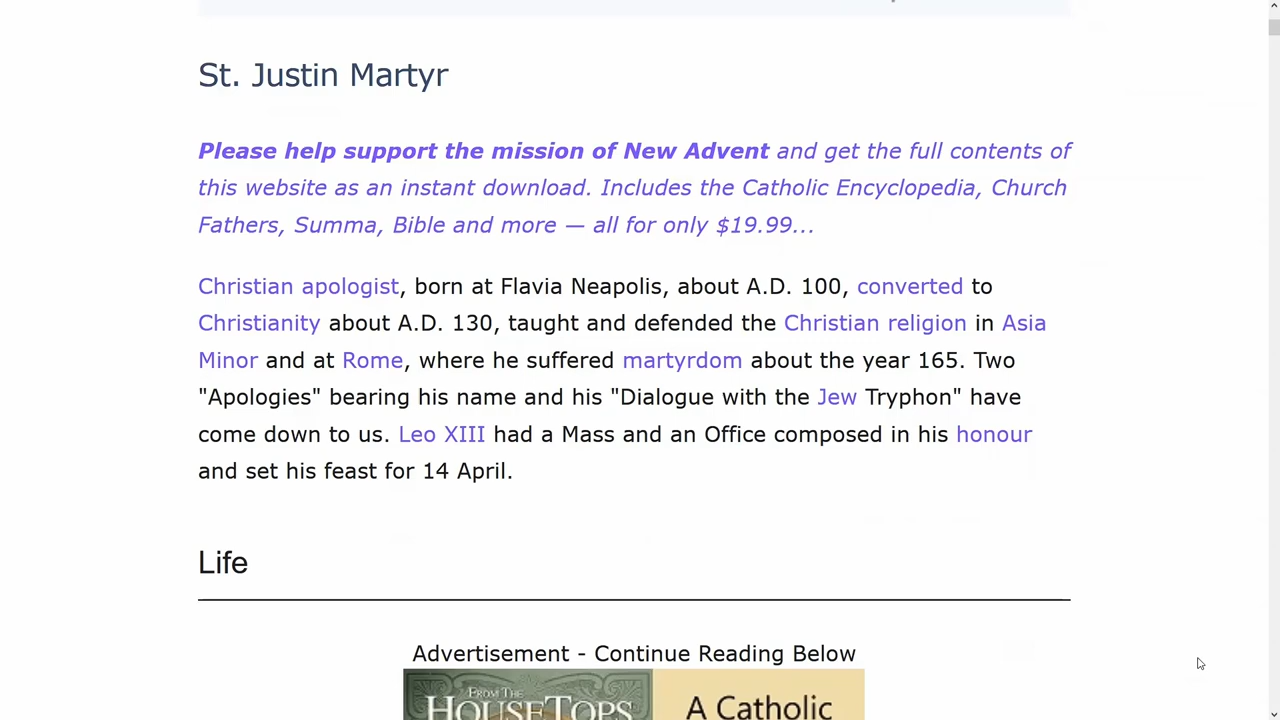 St. Justin Martyr
Please help support the mission of New Advent and get the full contents of
this website as an instant download. Includes the Catholic Encyclopedia, Church
Fathers, Summa, Bible and more — all for only $19.99...
Christian apologist, born at Flavia Neapolis, about A.D. 100, converted to
Christianity about A.D. 130, taught and defended the Christian religion in Asia
Minor and at Rome, where he suffered martyrdom about the year 165. Two
"Apologies" bearing his name and his "Dialogue with the Jew Tryphon" have
come down to us. Leo XIII had a Mass and an Office composed in his honour
and set his feast for 14 April.
Life
Advertisement - Continue Reading Below
FROM THE
HOUSETOPS
A Catholic